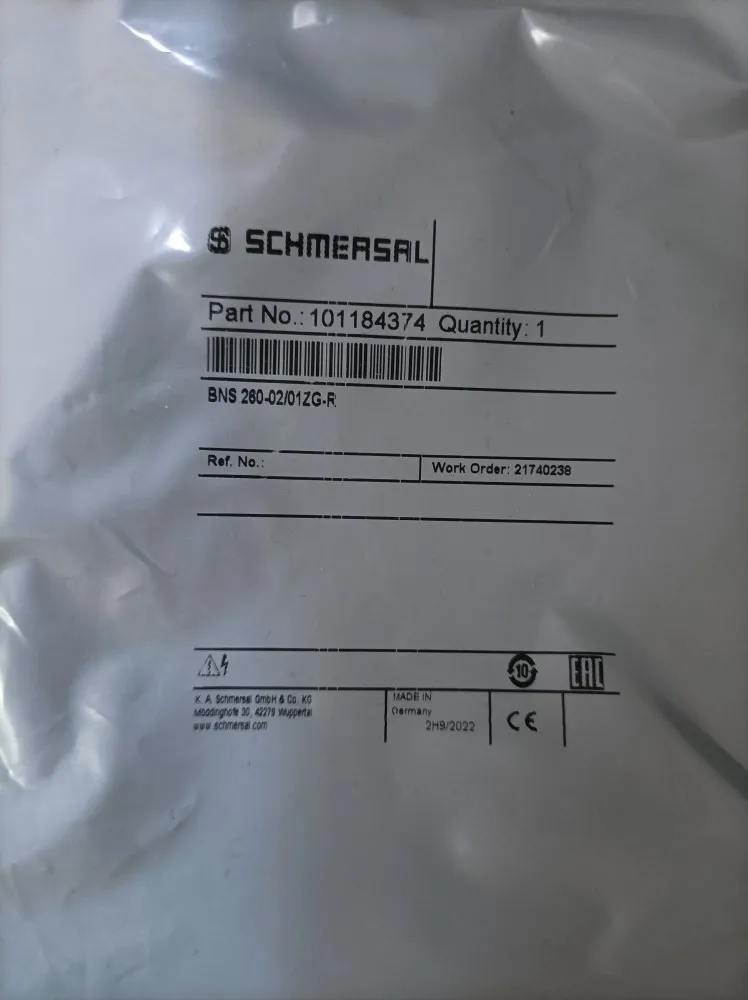 SCHMERSAL
Part No.: 101184374 Quantity: 1
BNS 260-02/01ZG-R
Ref. No.:
Work Order: 21740238
10
EAC
K. A. Schmersal GmbH & Co. KG
Möddinghofe 30, 42279 Wuppertal
www.schmersal.com
MADE IN
Germany
2H9/2022
CE